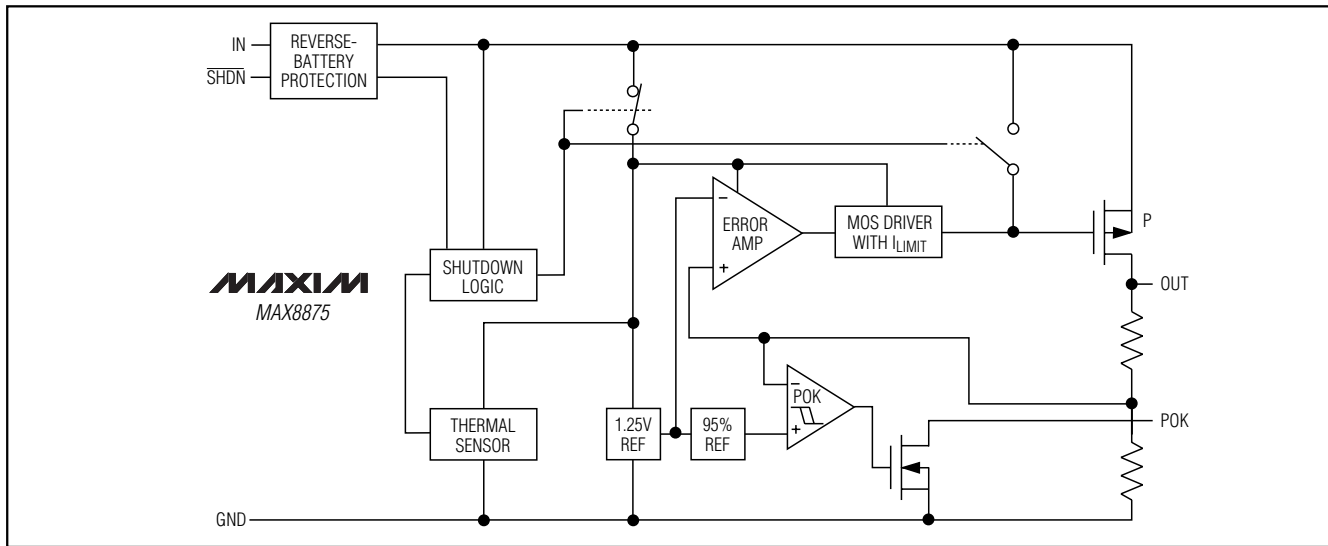 IN
SHDN
REVERSE-
BATTERY
PROTECTION
ERROR
AMP
−
+
MOS DRIVER
WITH ILIMIT
P
SHUTDOWN
LOGIC
MAXIM
MAX8875
OUT
THERMAL
SENSOR
1.25V
REF
95%
REF
−
POK
+
POK
GND